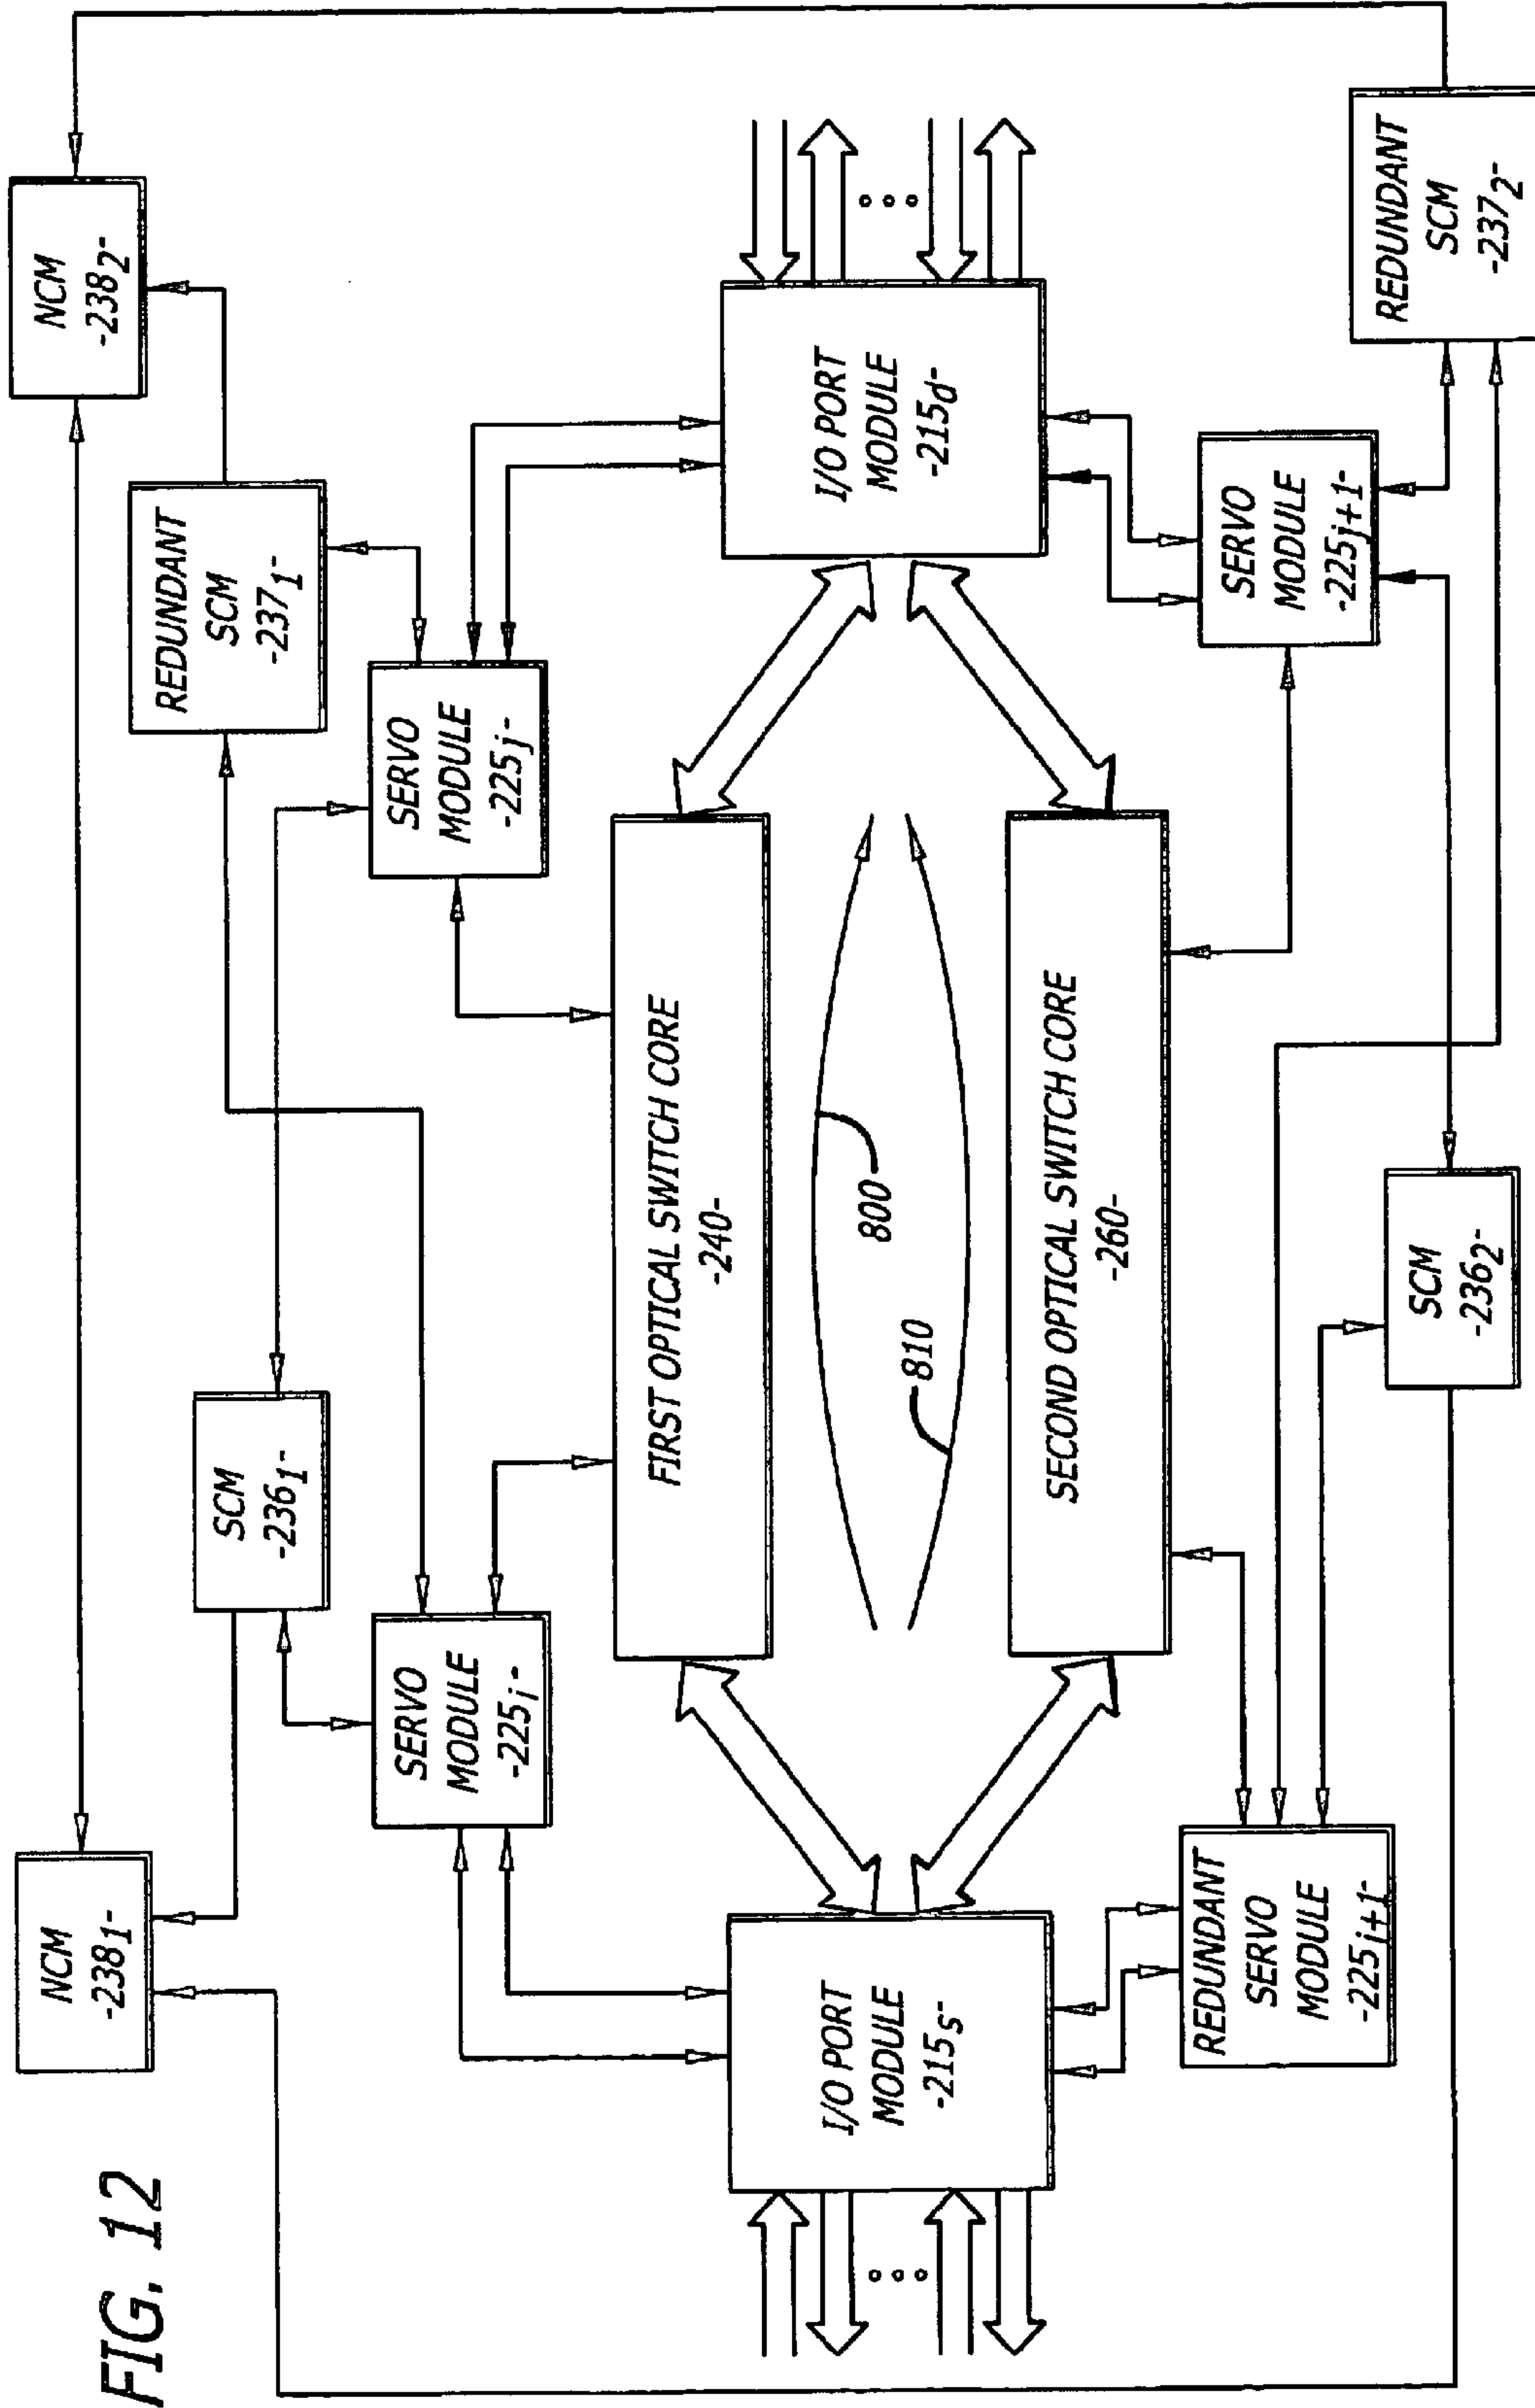 FIG. 12
NCM
-238₁-
NCM
-238₂-
SCM
-236₁-
REDUNDANT
SCM
-237₁-
SERVO
MODULE
-225ᵢ-
SERVO
MODULE
-225ⱼ-
FIRST OPTICAL SWITCH CORE
-240-
I/O PORT
MODULE
-215ₛ-
I/O PORT
MODULE
-215d-
800
810
SECOND OPTICAL SWITCH CORE
-260-
REDUNDANT
SERVO
MODULE
-225ᵢ₊₁-
SERVO
MODULE
-225ⱼ₊₁-
SCM
-236₂-
REDUNDANT
SCM
-237₂-